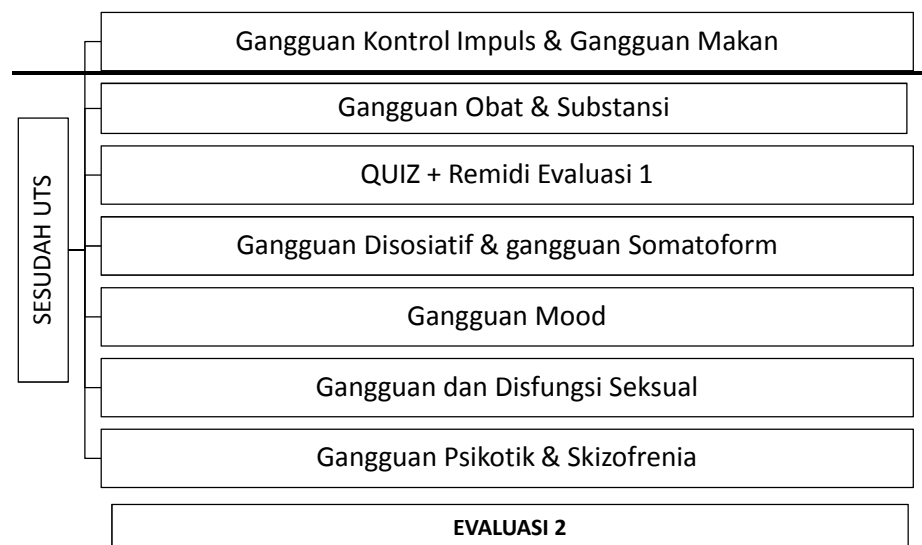 Gangguan Kontrol Impuls & Gangguan Makan
Gangguan Obat & Substansi
QUIZ + Remidi Evaluasi 1
SESUDAH UTS
Gangguan Disosiatif & gangguan Somatoform
Gangguan Mood
Gangguan dan Disfungsi Seksual
Gangguan Psikotik & Skizofrenia
EVALUASI 2